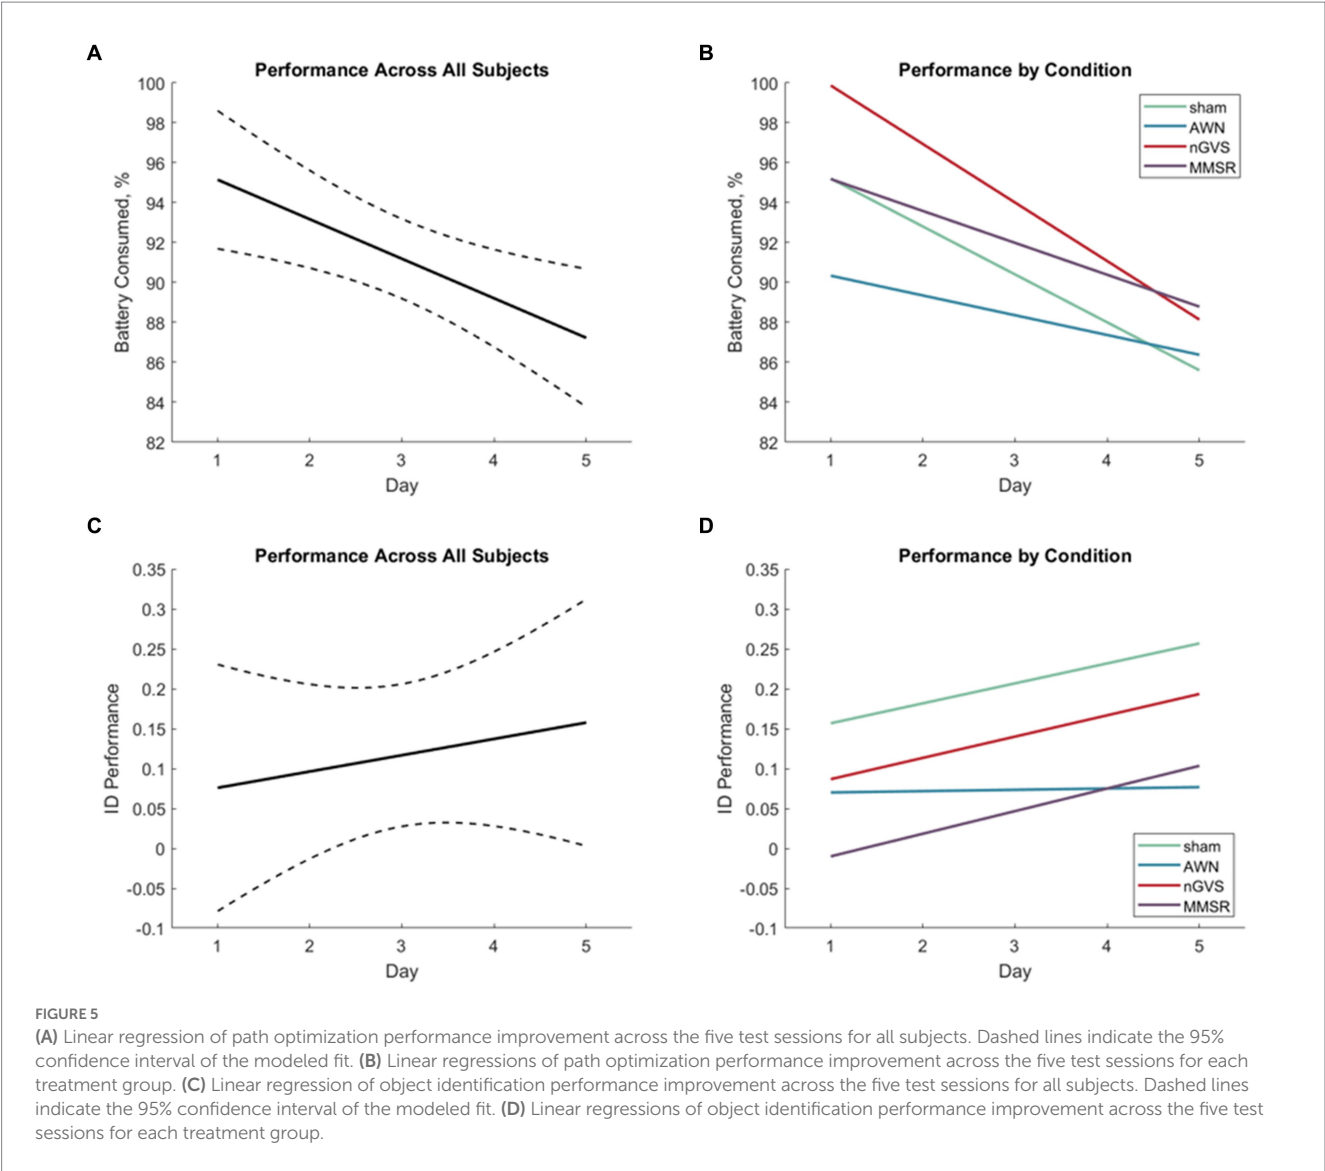 A
Performance Across All Subjects
100
98
96
94
92
90
88
86
84
82
Battery Consumed, %
1 2 3 4 5
Day
B
Performance by Condition
100
98
96
94
92
90
88
86
84
82
Battery Consumed, %
sham
AWN
nGVS
MMSR
1 2 3 4 5
Day
C
Performance Across All Subjects
0.35
0.3
0.25
0.2
0.15
0.1
0.05
0
-0.05
-0.1
ID Performance
1 2 3 4 5
Day
D
Performance by Condition
0.35
0.3
0.25
0.2
0.15
0.1
0.05
0
-0.05
-0.1
ID Performance
sham
AWN
nGVS
MMSR
1 2 3 4 5
Day
FIGURE 5
(A) Linear regression of path optimization performance improvement across the five test sessions for all subjects. Dashed lines indicate the 95%
confidence interval of the modeled fit. (B) Linear regressions of path optimization performance improvement across the five test sessions for each
treatment group. (C) Linear regression of object identification performance improvement across the five test sessions for all subjects. Dashed lines
indicate the 95% confidence interval of the modeled fit. (D) Linear regressions of object identification performance improvement across the five test
sessions for each treatment group.